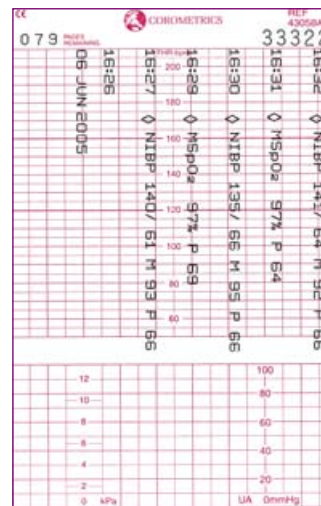 CE
COROMETRICS
REF
4305BA
079 PAGES REMAINING
33322
06 JUN 2005
16:26
16:27 ◇ NIBP 140/ 61 M 93 P 66
16:29 ◇ MSpO₂ 97% P 69
16:30 ◇ NIBP 135/ 66 M 95 P 66
16:31 ◇ MSpO₂ 97% P 64
16:32 ◇ NIBP 141/ 64 M 92 P 66
200
180
160
140
120
100
80
60
12
10
8
6
4
2
0 kPa
100
80
60
40
20
UA 0mmHg